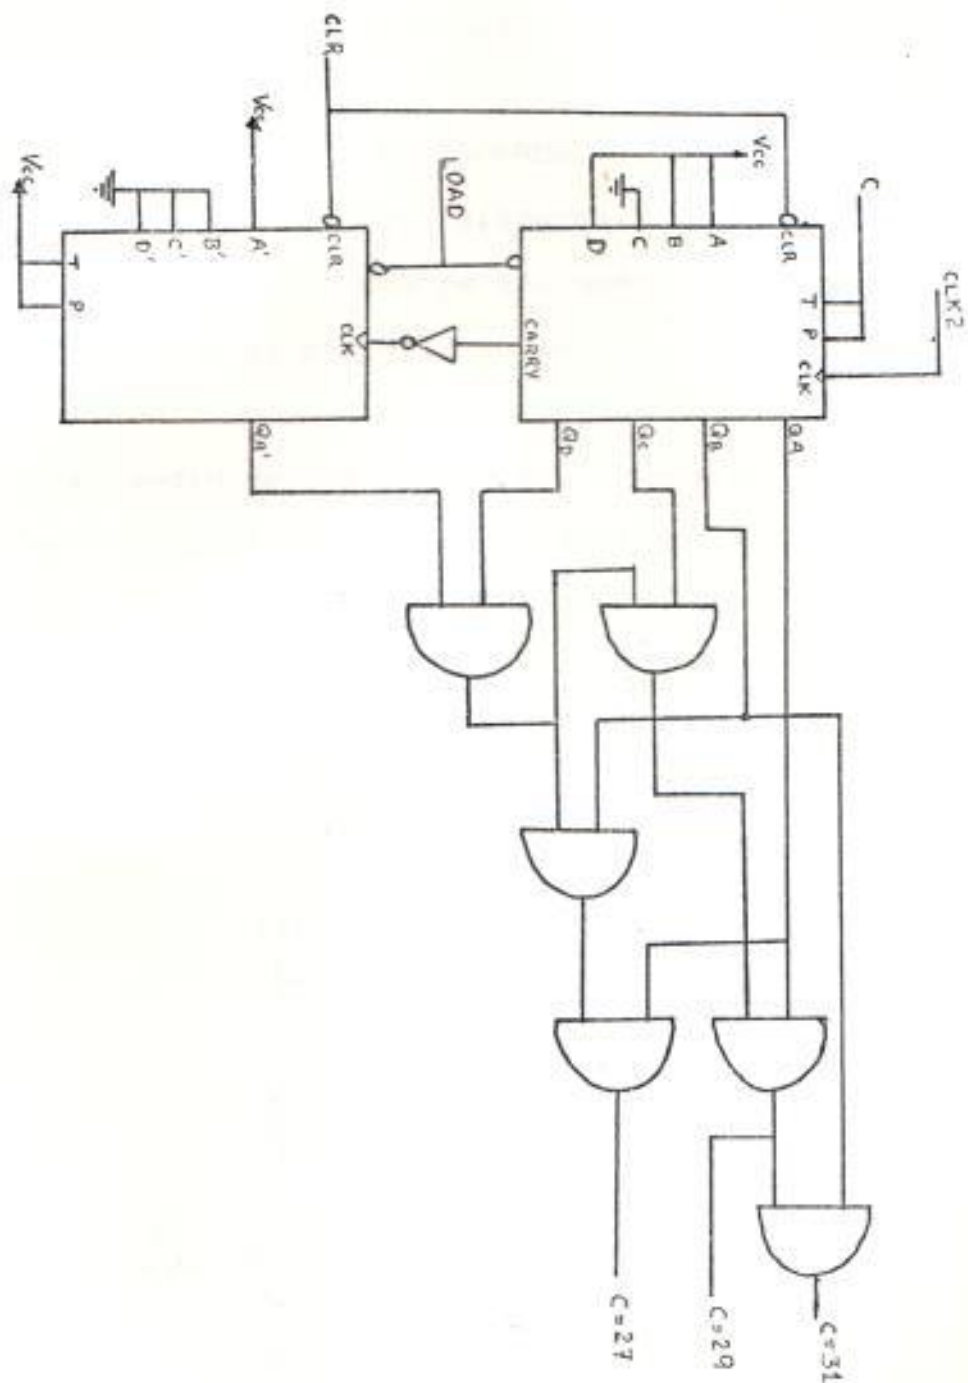 CLR
Vcc
Vcc
D'
C'
B'
A'
CLR
T
P
CLK
QA'
LOAD
Vcc
D
C
B
A
CLR
T
P
CLK
CARRY
QD
QC
QB
QA
C
CLK2
C=27
C=29
C=31